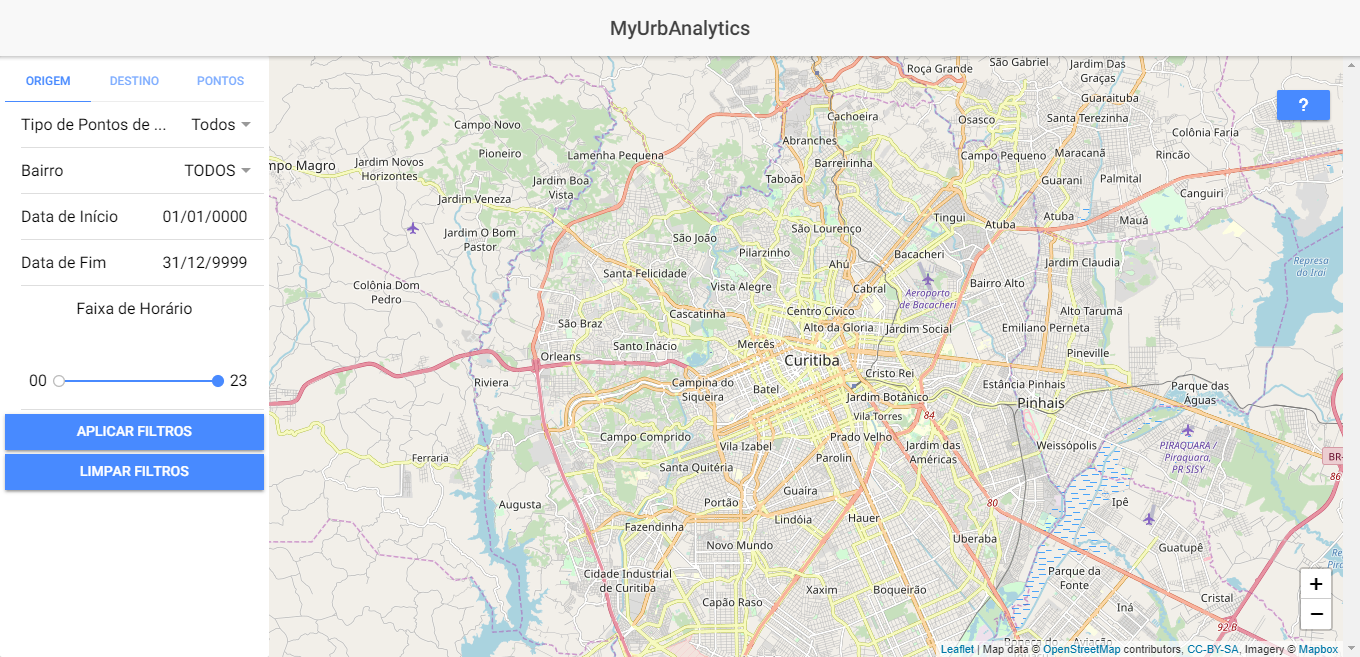 MyUrbAnalytics
ORIGEM DESTINO PONTOS
Tipo de Pontos de ... Todos
Bairro TODOS
Data de Início 01/01/0000
Data de Fim 31/12/9999
Faixa de Horário
00 23
APLICAR FILTROS
LIMPAR FILTROS
?
Roça Grande
São Gabriel
Jardim Das
Graças
Guaraituba
Santa Terezinha
Osasco
Cachoeira
Colônia Faria
Campo Novo
Abranches
Pioneiro
Lamenha Pequena
Barreirinha
Campo Pequeno
Maracanã
Rincão
mpo Magro
Jardim Novos
Horizontes
Jardim Boa
Vista
Taboão
Guarani
Palmital
Canguiri
Jardim Veneza
Tingui
Atuba
Atuba
Mauá
Jardim O Bom
Pastor
São João
São Lourenço
Pilarzinho
Bacacheri
Ahú
Jardim Claudia
Represa
do Iraí
Santa Felicidade
Colônia Dom
Pedro
Vista Alegre
Cabral
Aeroporto
de Bacacheri
Bairro Alto
Cascatinha
Centro Civico
Alto Tarumã
São Braz
Alto da Gloria
Jardim Social
Emiliano Perneta
Santo Inácio
Mercês
Orleans
Curitiba
Pineville
Riviera
Campina do
Siqueira
Batel
Cristo Rei
Estância Pinhais
Parque das
Águas
Jardim Botânico
Pinhais
Vila Torres
84
Campo Comprido
Vila Izabel
Prado Velho
Jardim das
Américas
Weissópolis
PIRAQUARA /
Piraquara,
PR SISY
BR-
86
Ferraria
Santa Quitéria
Parolin
Guaíra
Augusta
Portão
80
Ipê
Fazendinha
Lindóia
Hauer
Uberaba
Guatupê
Novo Mundo
Cidade Industrial
de Curitiba
Parque da
Fonte
Xaxim
Boqueirão
Capão Raso
Iná
Cristal
92.B
+
−
Leaflet | Map data © OpenStreetMap contributors, CC-BY-SA, Imagery © Mapbox